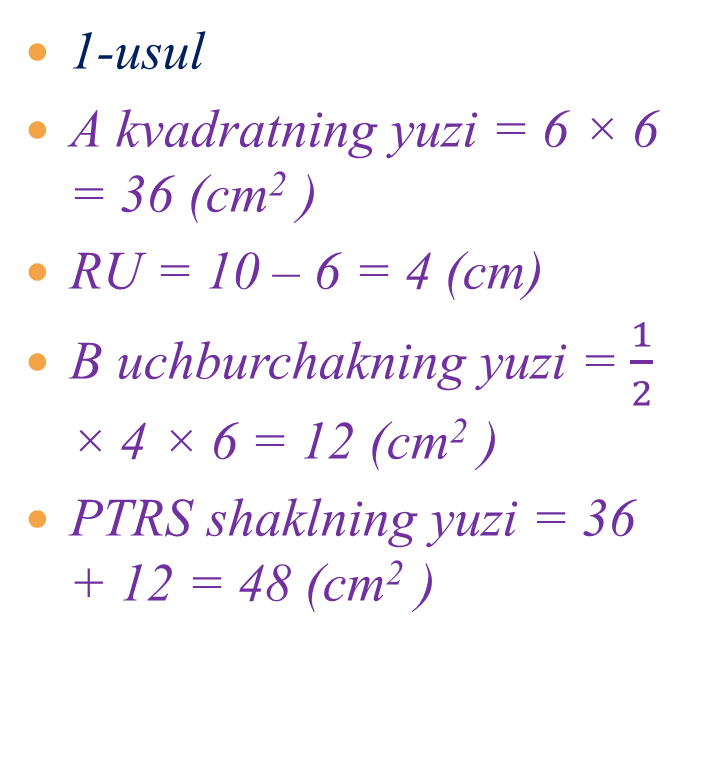 • 1-usul
• A kvadratning yuzi = 6 × 6
= 36 (cm² )
• RU = 10 – 6 = 4 (cm)
• B uchburchakning yuzi = 1/2
× 4 × 6 = 12 (cm² )
• PTRS shaklning yuzi = 36
+ 12 = 48 (cm² )